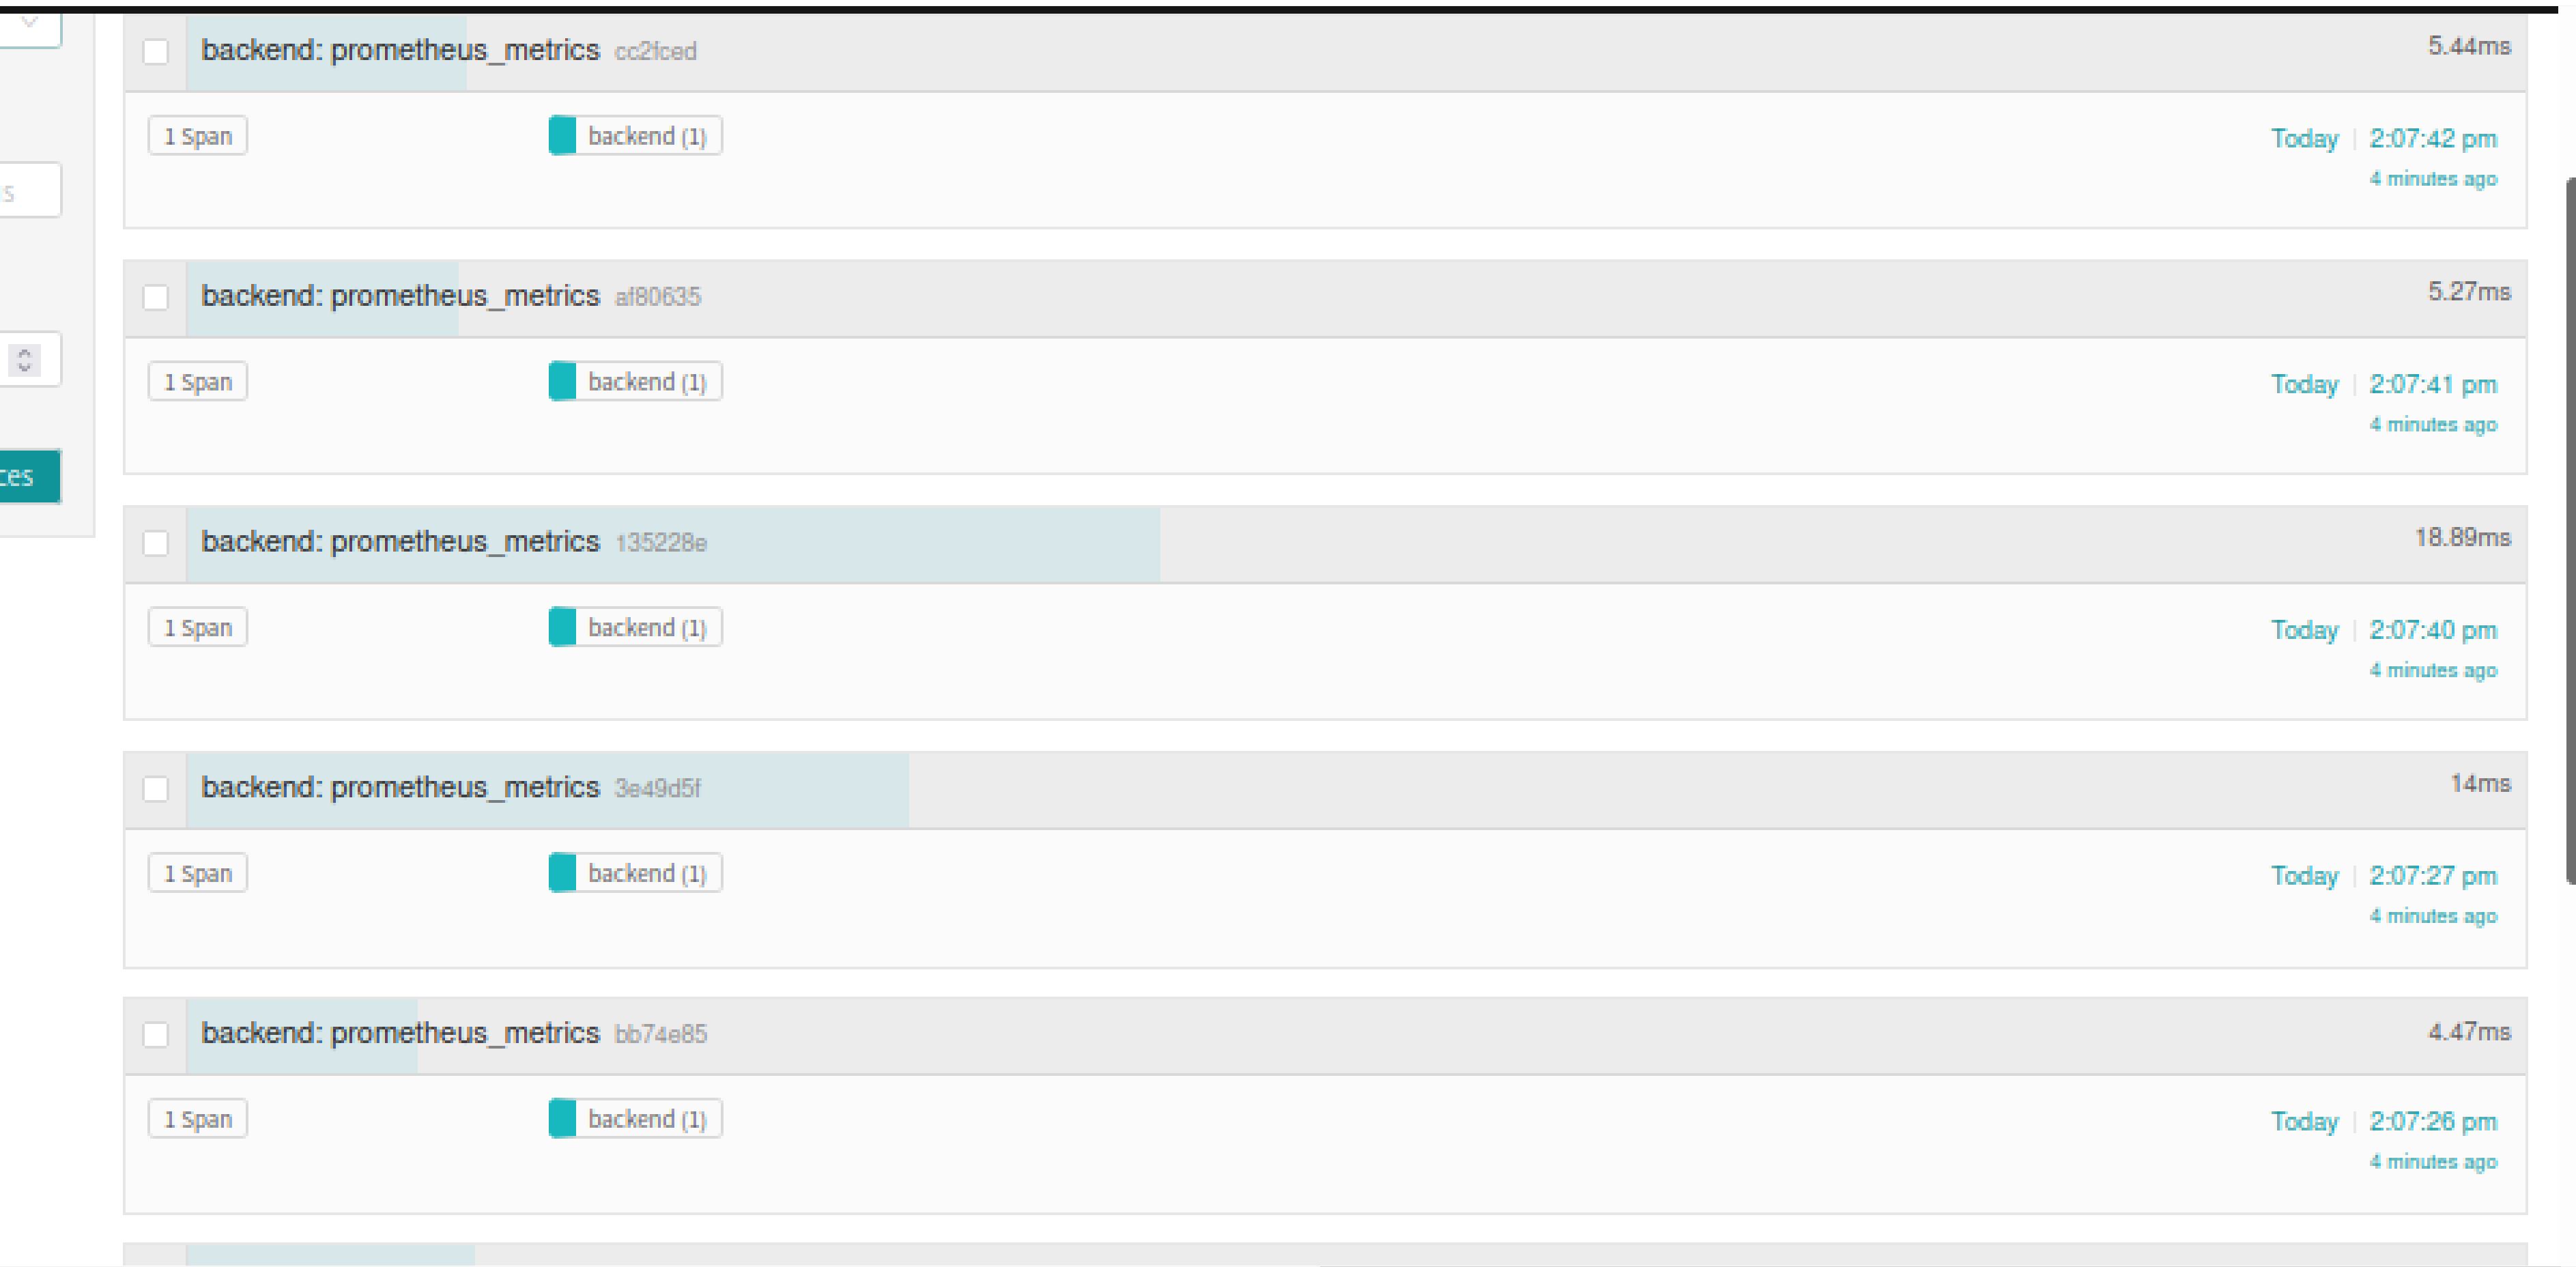 backend: prometheus_metrics cc2fced 5.44ms
1 Span backend (1) Today | 2:07:42 pm
4 minutes ago
s
backend: prometheus_metrics af80635 5.27ms
1 Span backend (1) Today | 2:07:41 pm
4 minutes ago
ces
backend: prometheus_metrics 135228e 18.89ms
1 Span backend (1) Today | 2:07:40 pm
4 minutes ago
backend: prometheus_metrics 3e49d5f 14ms
1 Span backend (1) Today | 2:07:27 pm
4 minutes ago
backend: prometheus_metrics bb74e85 4.47ms
1 Span backend (1) Today | 2:07:26 pm
4 minutes ago